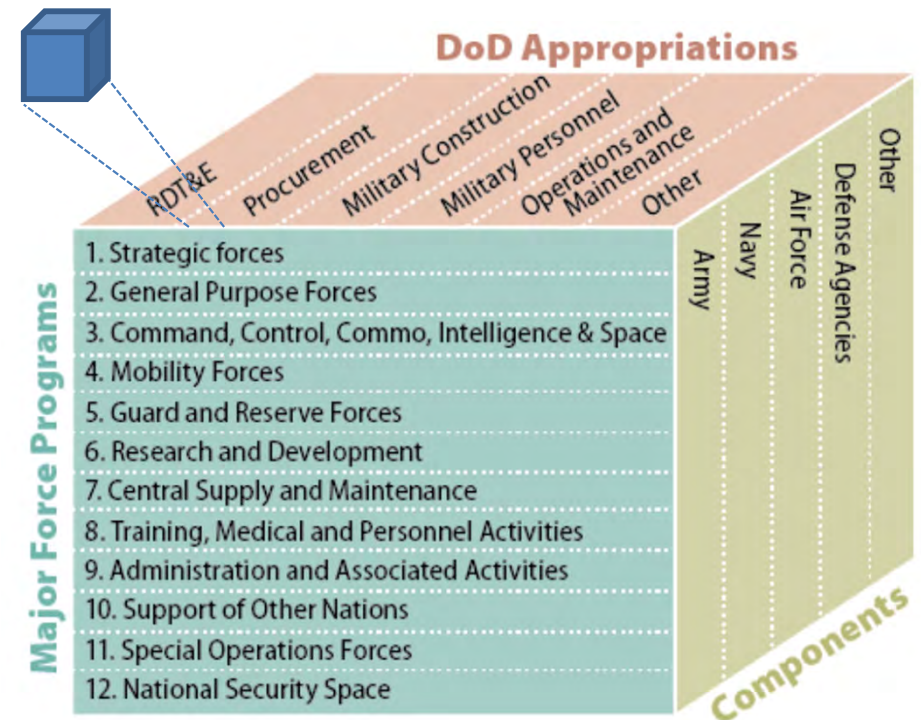 DoD Appropriations
RDT&E
Procurement
Military Construction
Military Personnel
Operations and
Maintenance
Other
Major Force Programs
1. Strategic forces
2. General Purpose Forces
3. Command, Control, Commo, Intelligence & Space
4. Mobility Forces
5. Guard and Reserve Forces
6. Research and Development
7. Central Supply and Maintenance
8. Training, Medical and Personnel Activities
9. Administration and Associated Activities
10. Support of Other Nations
11. Special Operations Forces
12. National Security Space
Army
Navy
Air Force
Defense Agencies
Other
Components